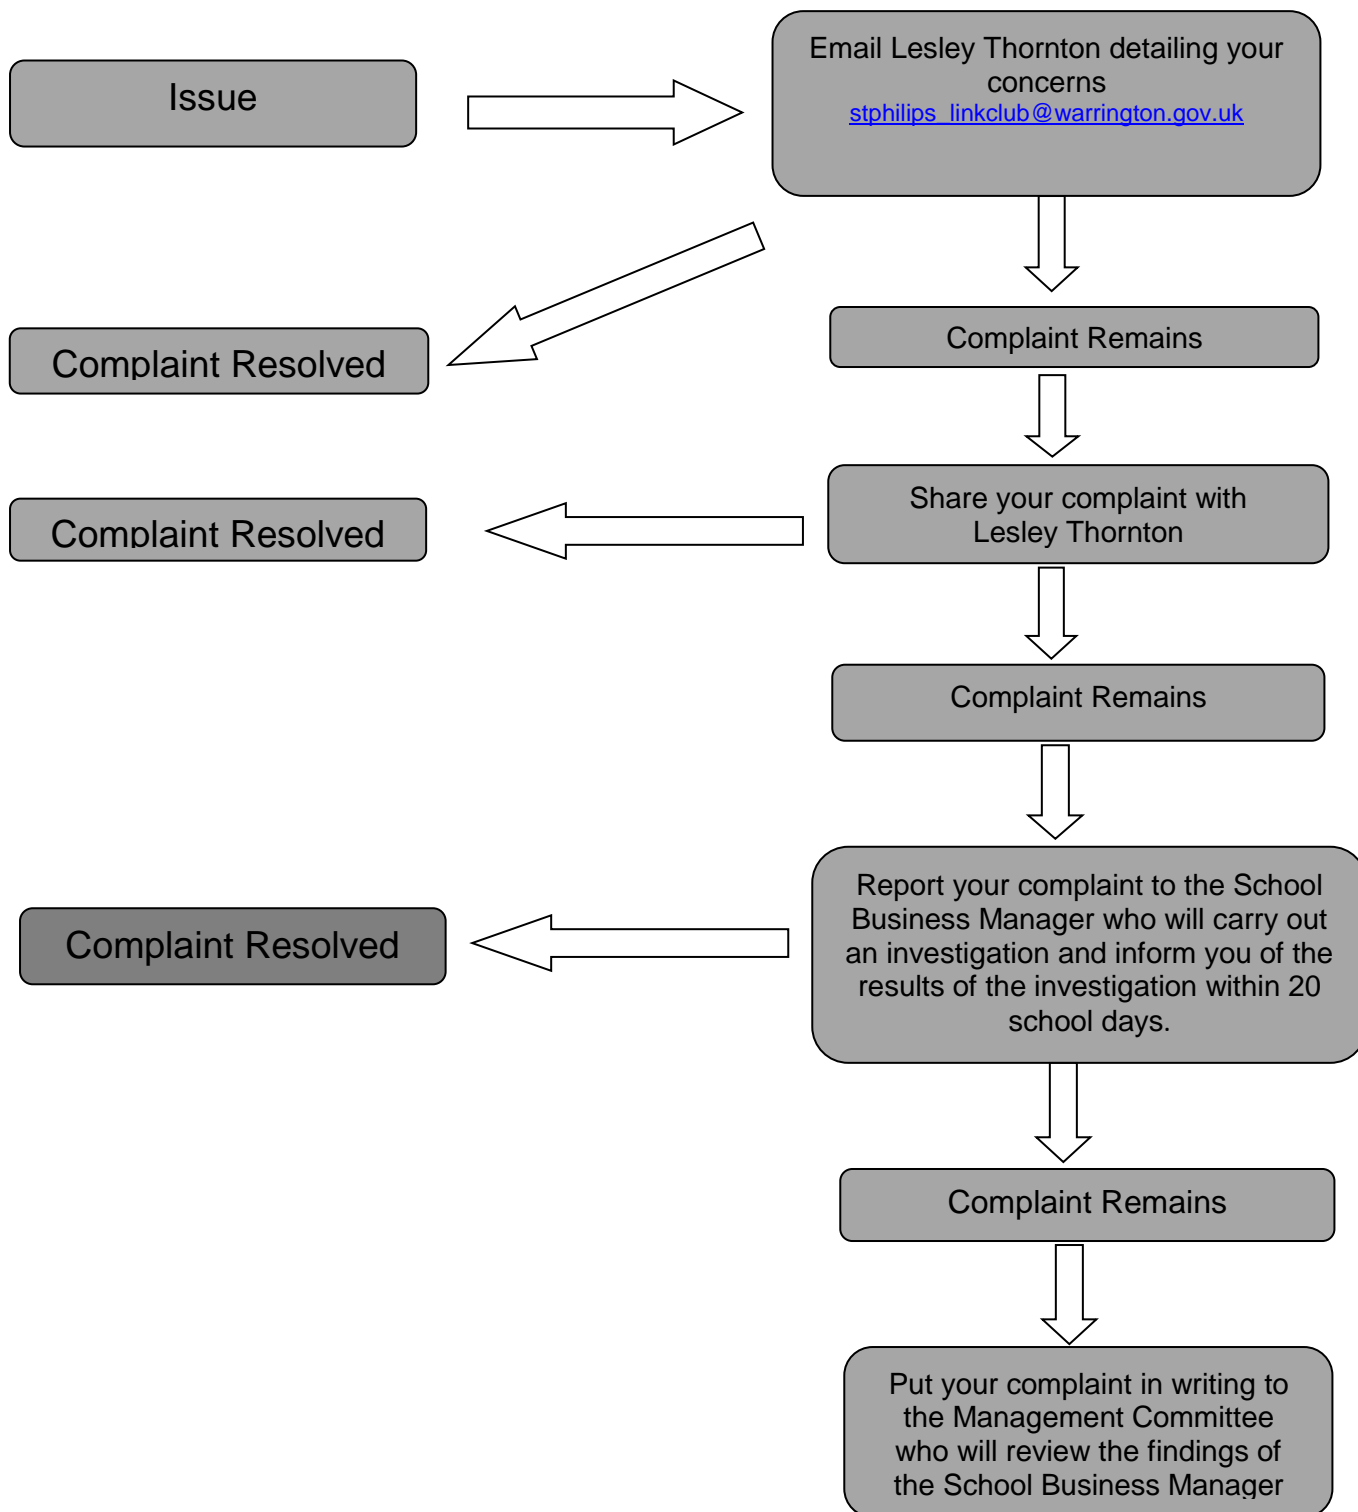 Issue
Email Lesley Thornton detailing your
concerns
stphilips_linkclub@warrington.gov.uk
Complaint Resolved
Complaint Remains
Complaint Resolved
Share your complaint with
Lesley Thornton
Complaint Remains
Complaint Resolved
Report your complaint to the School
Business Manager who will carry out
an investigation and inform you of the
results of the investigation within 20
school days.
Complaint Remains
Put your complaint in writing to
the Management Committee
who will review the findings of
the School Business Manager